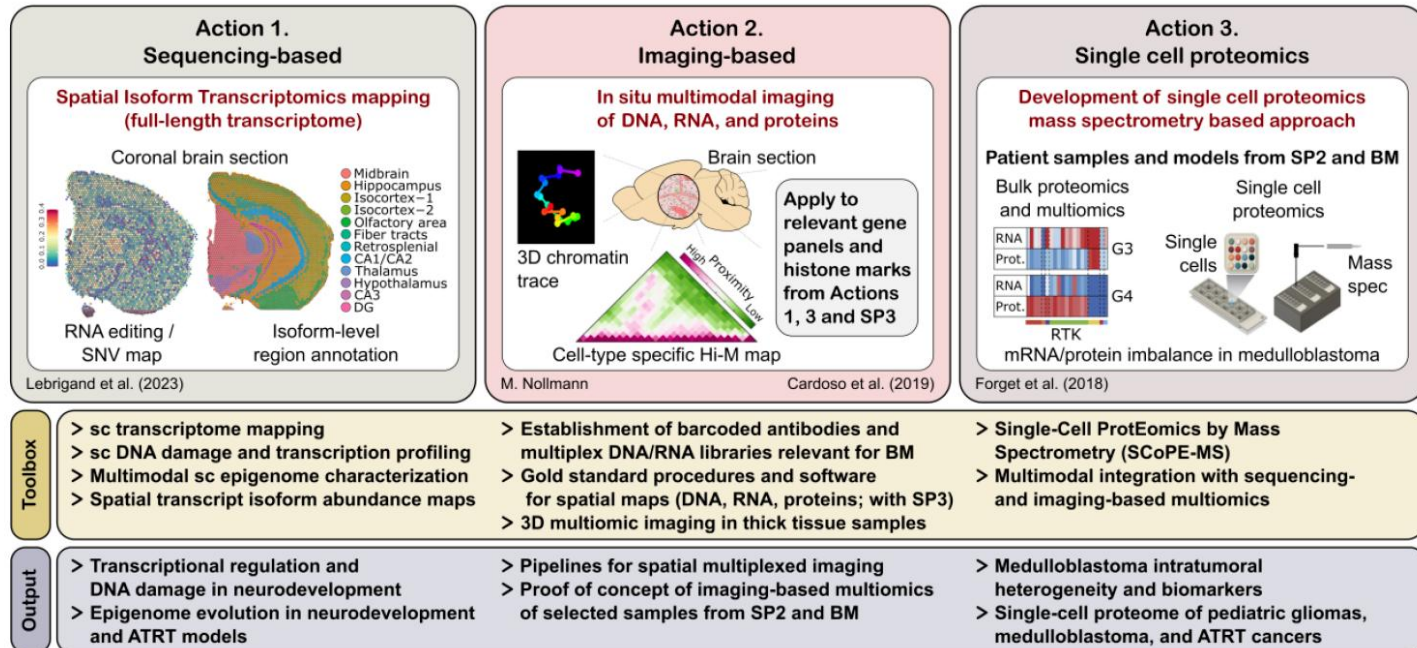 Action 1.
Sequencing-based
Spatial Isoform Transcriptomics mapping
(full-length transcriptome)
Coronal brain section
0.0 0.1 0.2 0.3 0.4
Midbrain
Hippocampus
Isocortex-1
Isocortex-2
Olfactory area
Fiber tracts
Retrosplenial
CA1/CA2
Thalamus
Hypothalamus
CA3
DG
RNA editing /
SNV map
Isoform-level
region annotation
Lebrigand et al. (2023)
Action 2.
Imaging-based
In situ multimodal imaging
of DNA, RNA, and proteins
Brain section
3D chromatin
trace
High
Proximity
Low
Apply to
relevant gene
panels and
histone marks
from Actions
1, 3 and SP3
Cell-type specific Hi-M map
M. Nollmann
Cardoso et al. (2019)
Action 3.
Single cell proteomics
Development of single cell proteomics
mass spectrometry based approach
Patient samples and models from SP2 and BM
Bulk proteomics
and multiomics
RNA
Prot.
G3
RNA
Prot.
G4
RTK
Single cell
proteomics
Single
cells
Mass
spec
mRNA/protein imbalance in medulloblastoma
Forget et al. (2018)
Toolbox
> sc transcriptome mapping
> sc DNA damage and transcription profiling
> Multimodal sc epigenome characterization
> Spatial transcript isoform abundance maps
> Establishment of barcoded antibodies and
multiplex DNA/RNA libraries relevant for BM
> Gold standard procedures and software
for spatial maps (DNA, RNA, proteins; with SP3)
> 3D multiomic imaging in thick tissue samples
> Single-Cell ProtEomics by Mass
Spectrometry (SCoPE-MS)
> Multimodal integration with sequencing-
and imaging-based multiomics
Output
> Transcriptional regulation and
DNA damage in neurodevelopment
> Epigenome evolution in neurodevelopment
and ATRT models
> Pipelines for spatial multiplexed imaging
> Proof of concept of imaging-based multiomics
of selected samples from SP2 and BM
> Medulloblastoma intratumoral
heterogeneity and biomarkers
> Single-cell proteome of pediatric gliomas,
medulloblastoma, and ATRT cancers